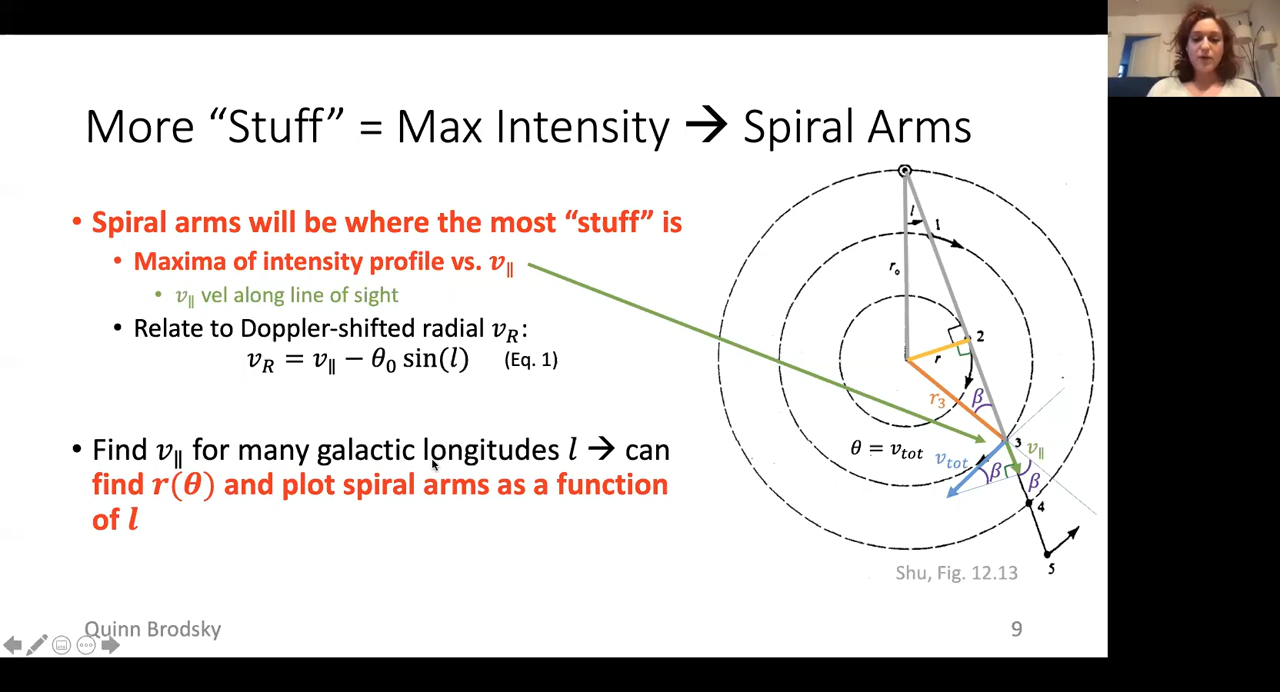 More “Stuff” = Max Intensity → Spiral Arms
• Spiral arms will be where the most “stuff” is
• Maxima of intensity profile vs. v∥
• v∥ vel along line of sight
• Relate to Doppler-shifted radial v_R:
v_R = v∥ − θ₀ sin(l) (Eq. 1)
• Find v∥ for many galactic longitudes l → can
find r(θ) and plot spiral arms as a function
of l
l
1
r₀
2
r
r₃
β
3
θ = v_tot
v_tot
v∥
β
β
4
5
Shu, Fig. 12.13
Quinn Brodsky
9